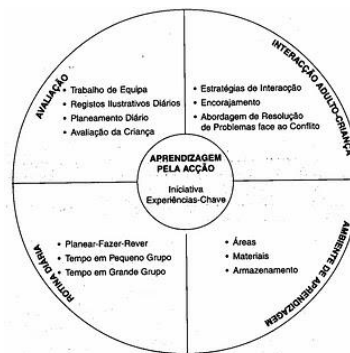 AVALIAÇÃO
• Trabalho de Equipa
• Registos Ilustrativos Diários
• Planeamento Diário
• Avaliação da Criança
INTERACÇÃO ADULTO-CRIANÇA
• Estratégias de Interacção
• Encorajamento
• Abordagem de Resolução
de Problemas face ao Conflito
APRENDIZAGEM
PELA ACÇÃO
Iniciativa
Experiências-Chave
ROTINA DIÁRIA
• Planear-Fazer-Rever
• Tempo em Pequeno Grupo
• Tempo em Grande Grupo
AMBIENTE DE APRENDIZAGEM
• Áreas
• Materiais
• Armazenamento